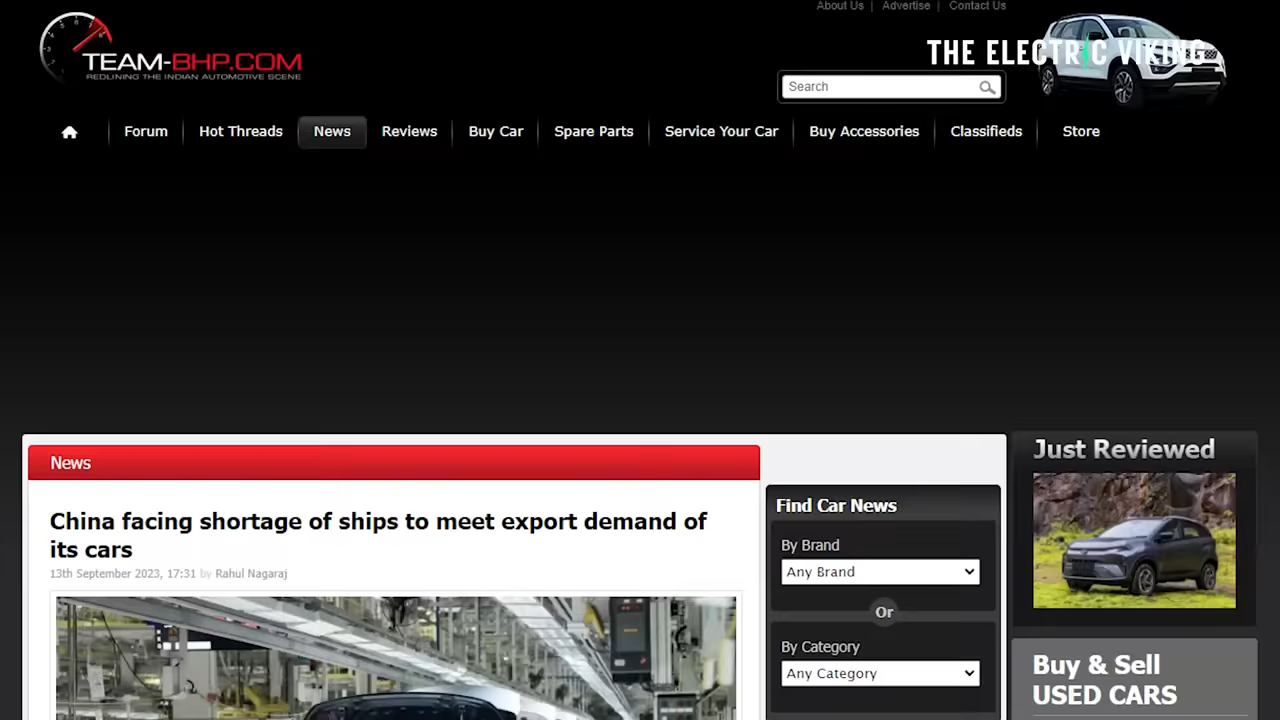 About Us | Advertise | Contact Us
TEAM-BHP.COM
REDLINING THE INDIAN AUTOMOTIVE SCENE
THE ELECTRIC VIKING
Search
Forum
Hot Threads
News
Reviews
Buy Car
Spare Parts
Service Your Car
Buy Accessories
Classifieds
Store
News
China facing shortage of ships to meet export demand of
its cars
13th September 2023, 17:31 by Rahul Nagaraj
Find Car News
By Brand
Any Brand
Or
By Category
Any Category
Just Reviewed
Buy & Sell
USED CARS